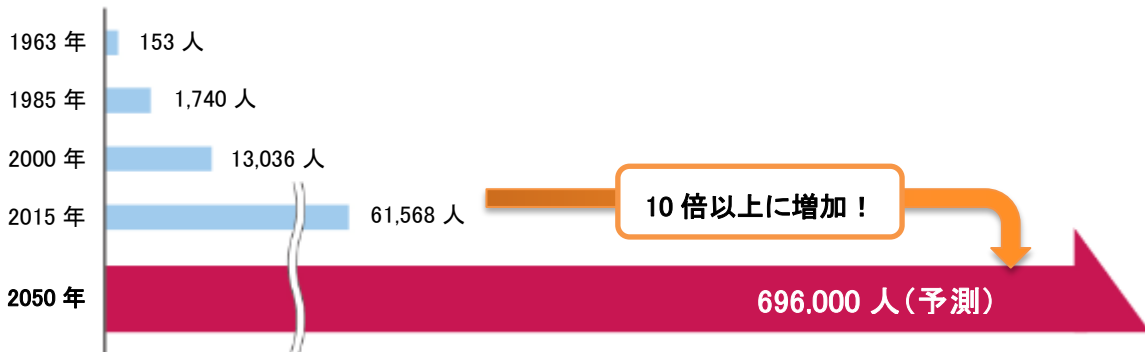 1963 年 153 人
1985 年 1,740 人
2000 年 13,036 人
2015 年 61,568 人
10 倍以上に増加！
2050 年 696,000 人（予測）